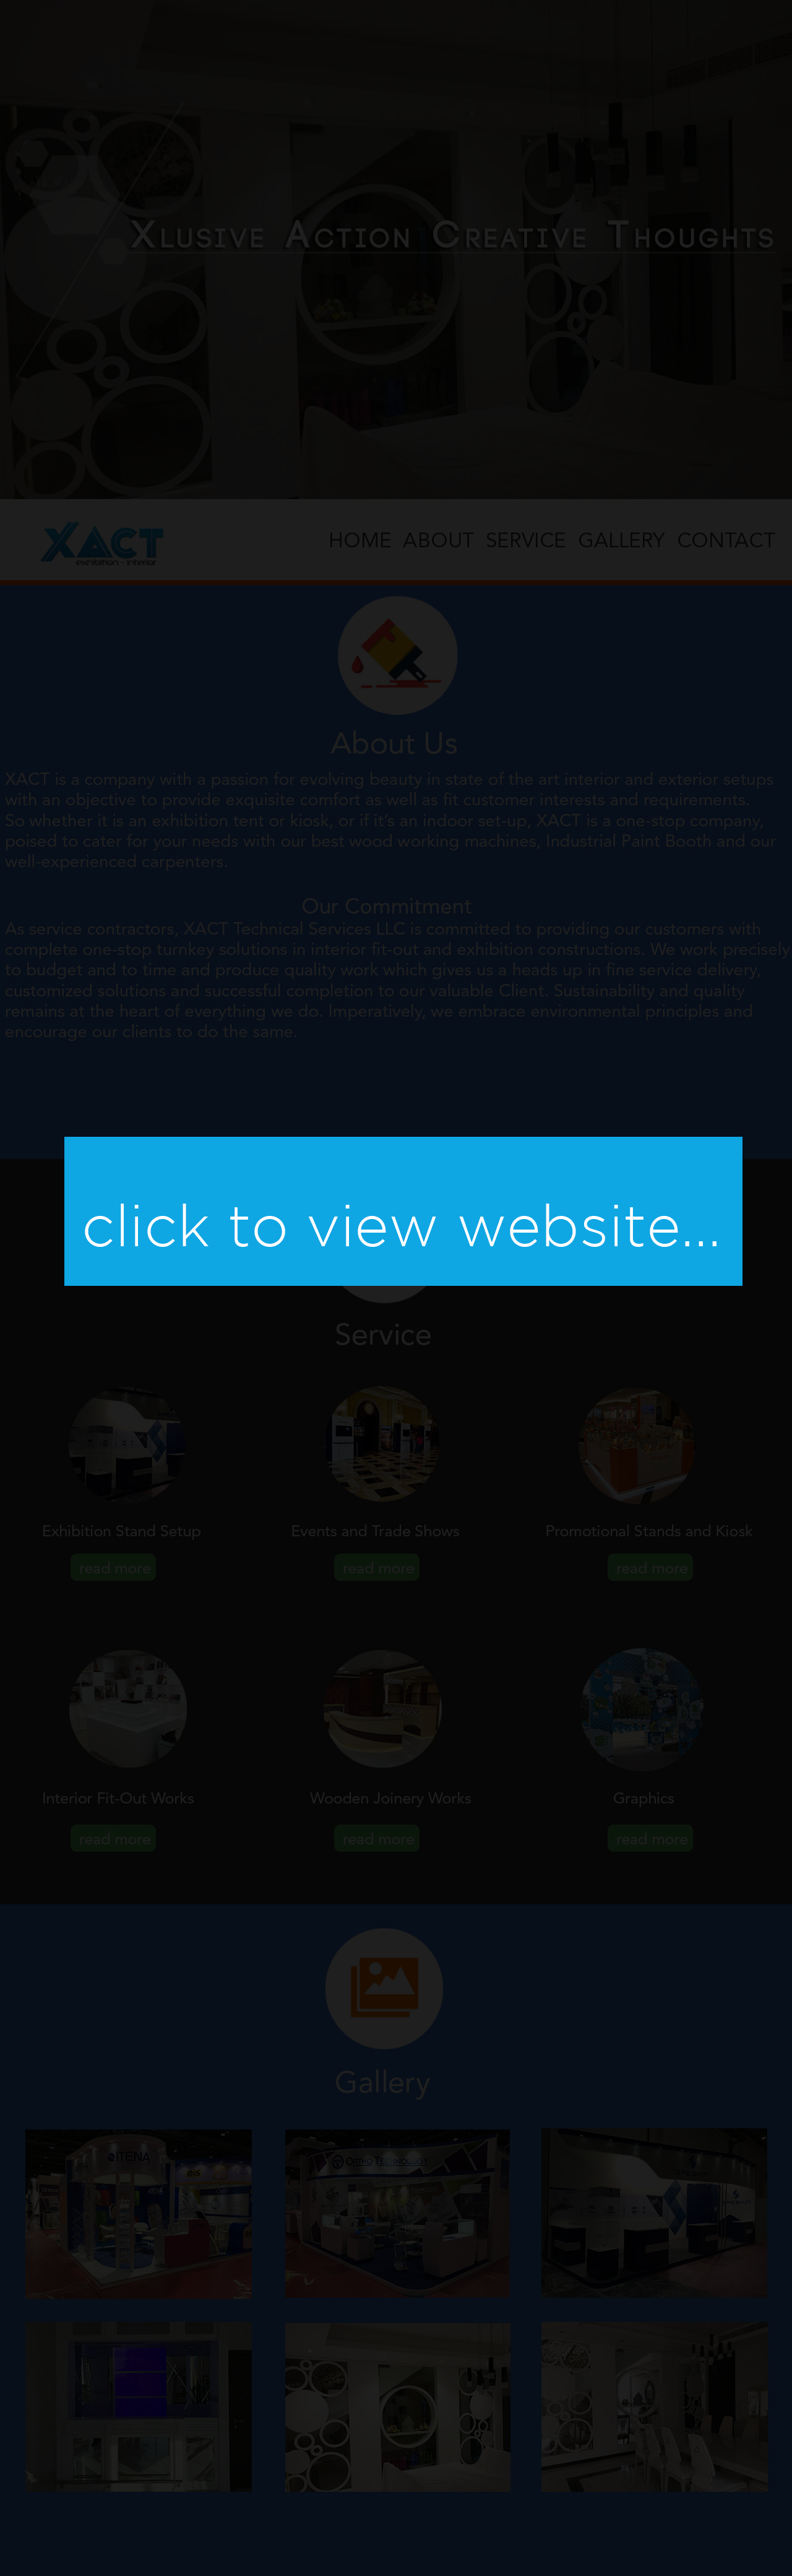 Xlusive Action Creative Thoughts
XACT
exhibition - interior
HOME ABOUT SERVICE GALLERY CONTACT
About Us
XACT is a company with a passion for evolving beauty in state of the art interior and exterior setups
with an objective to provide exquisite comfort as well as fit customer interests and requirements.
So whether it is an exhibition tent or kiosk, or if it's an indoor set-up, XACT is a one-stop company,
poised to cater for your needs with our best wood working machines, Industrial Paint Booth and our
well-experienced carpenters.
Our Commitment
As service contractors, XACT Technical Services LLC is committed to providing our customers with
complete one-stop turnkey solutions in interior fit-out and exhibition constructions. We work precisely
to budget and to time and produce quality work which gives us a heads up in fine service delivery,
customized solutions and successful completion to our valuable Client. Sustainability and quality
remains at the heart of everything we do. Imperatively, we embrace environmental principles and
encourage our clients to do the same.
click to view website...
Service
Exhibition Stand Setup Events and Trade Shows Promotional Stands and Kiosk
read more read more read more
Interior Fit-Out Works Wooden Joinery Works Graphics
read more read more read more
Gallery